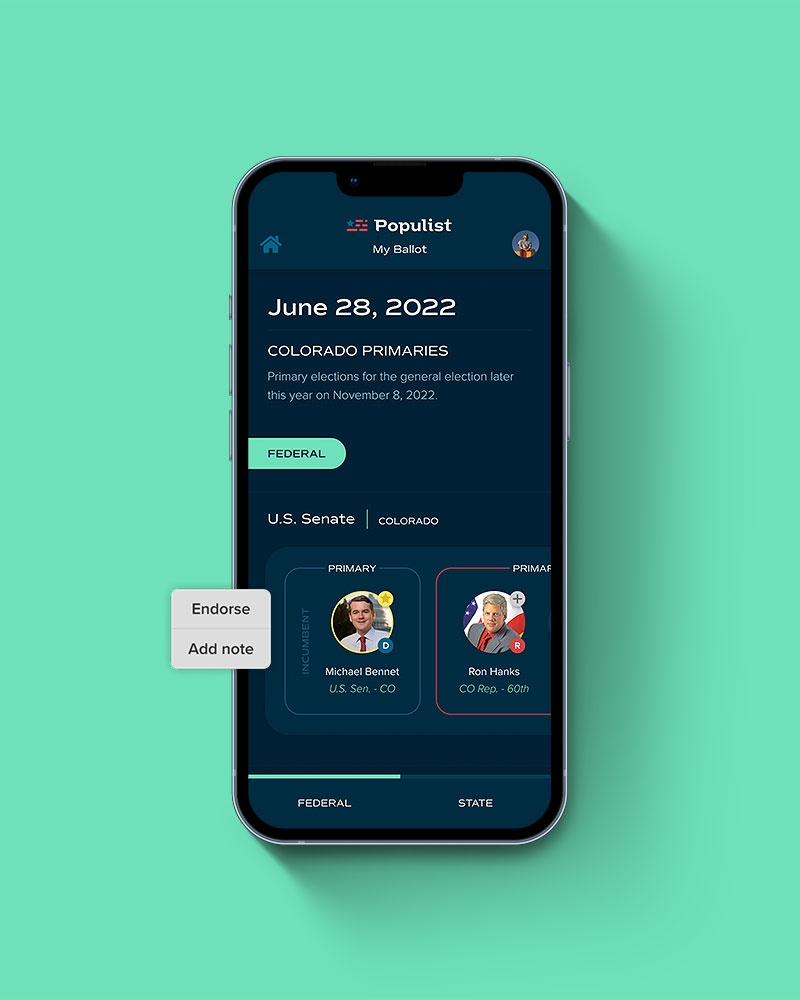 Populist
My Ballot
June 28, 2022
COLORADO PRIMARIES
Primary elections for the general election later
this year on November 8, 2022.
FEDERAL
U.S. Senate
COLORADO
PRIMARY
INCUMBENT
D
Michael Bennet
U.S. Sen. - CO
PRIMAR
R
Ron Hanks
CO Rep. - 60th
Endorse
Add note
FEDERAL
STATE